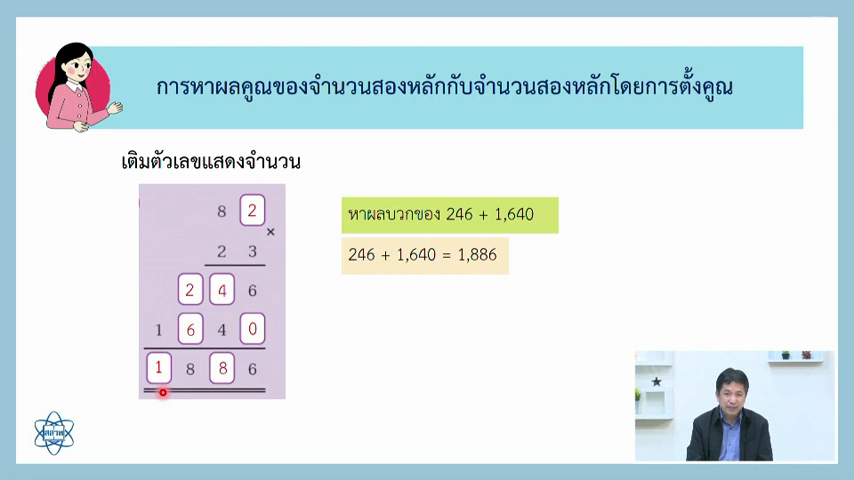 การหาผลคูณของจำนวนสองหลักกับจำนวนสองหลักโดยการตั้งคูณ
เติมตัวเลขแสดงจำนวน
8 2
×
2 3
2 4 6
1 6 4 0
1 8 8 6
หาผลบวกของ 246 + 1,640
246 + 1,640 = 1,886
สสวท